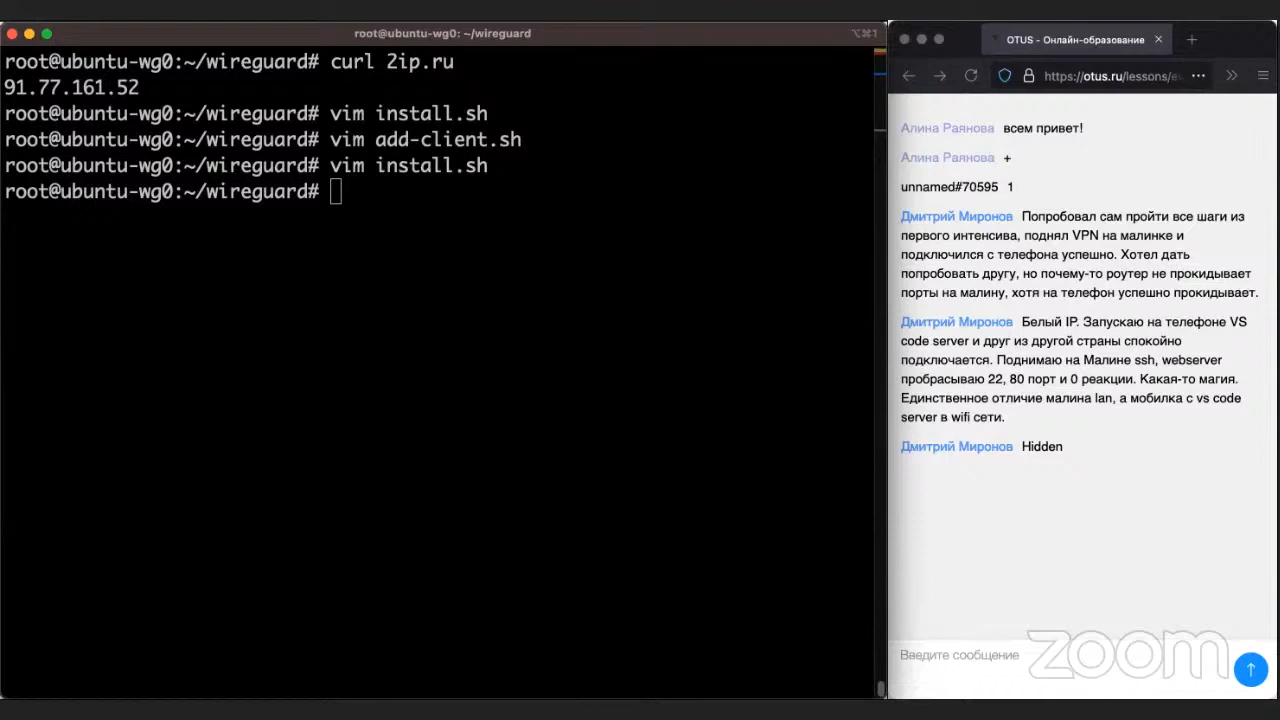 root@ubuntu-wg0: ~/wireguard
⌥⌘1
root@ubuntu-wg0:~/wireguard# curl 2ip.ru
91.77.161.52
root@ubuntu-wg0:~/wireguard# vim install.sh
root@ubuntu-wg0:~/wireguard# vim add-client.sh
root@ubuntu-wg0:~/wireguard# vim install.sh
root@ubuntu-wg0:~/wireguard#
OTUS - Онлайн-образование
https://otus.ru/lessons/e
Алина Раянова всем привет!
Алина Раянова +
unnamed#70595 1
Дмитрий Миронов Попробовал сам пройти все шаги из
первого интенсива, поднял VPN на малинке и
подключился с телефона успешно. Хотел дать
попробовать другу, но почему-то роутер не прокидывает
порты на малину, хотя на телефон успешно прокидывает.
Дмитрий Миронов Белый IP. Запускаю на телефоне VS
code server и друг из другой страны спокойно
подключается. Поднимаю на Малине ssh, webserver
пробрасываю 22, 80 порт и 0 реакции. Какая-то магия.
Единственное отличие малина lan, а мобилка с vs code
server в wifi сети.
Дмитрий Миронов Hidden
Введите сообщение
zoom